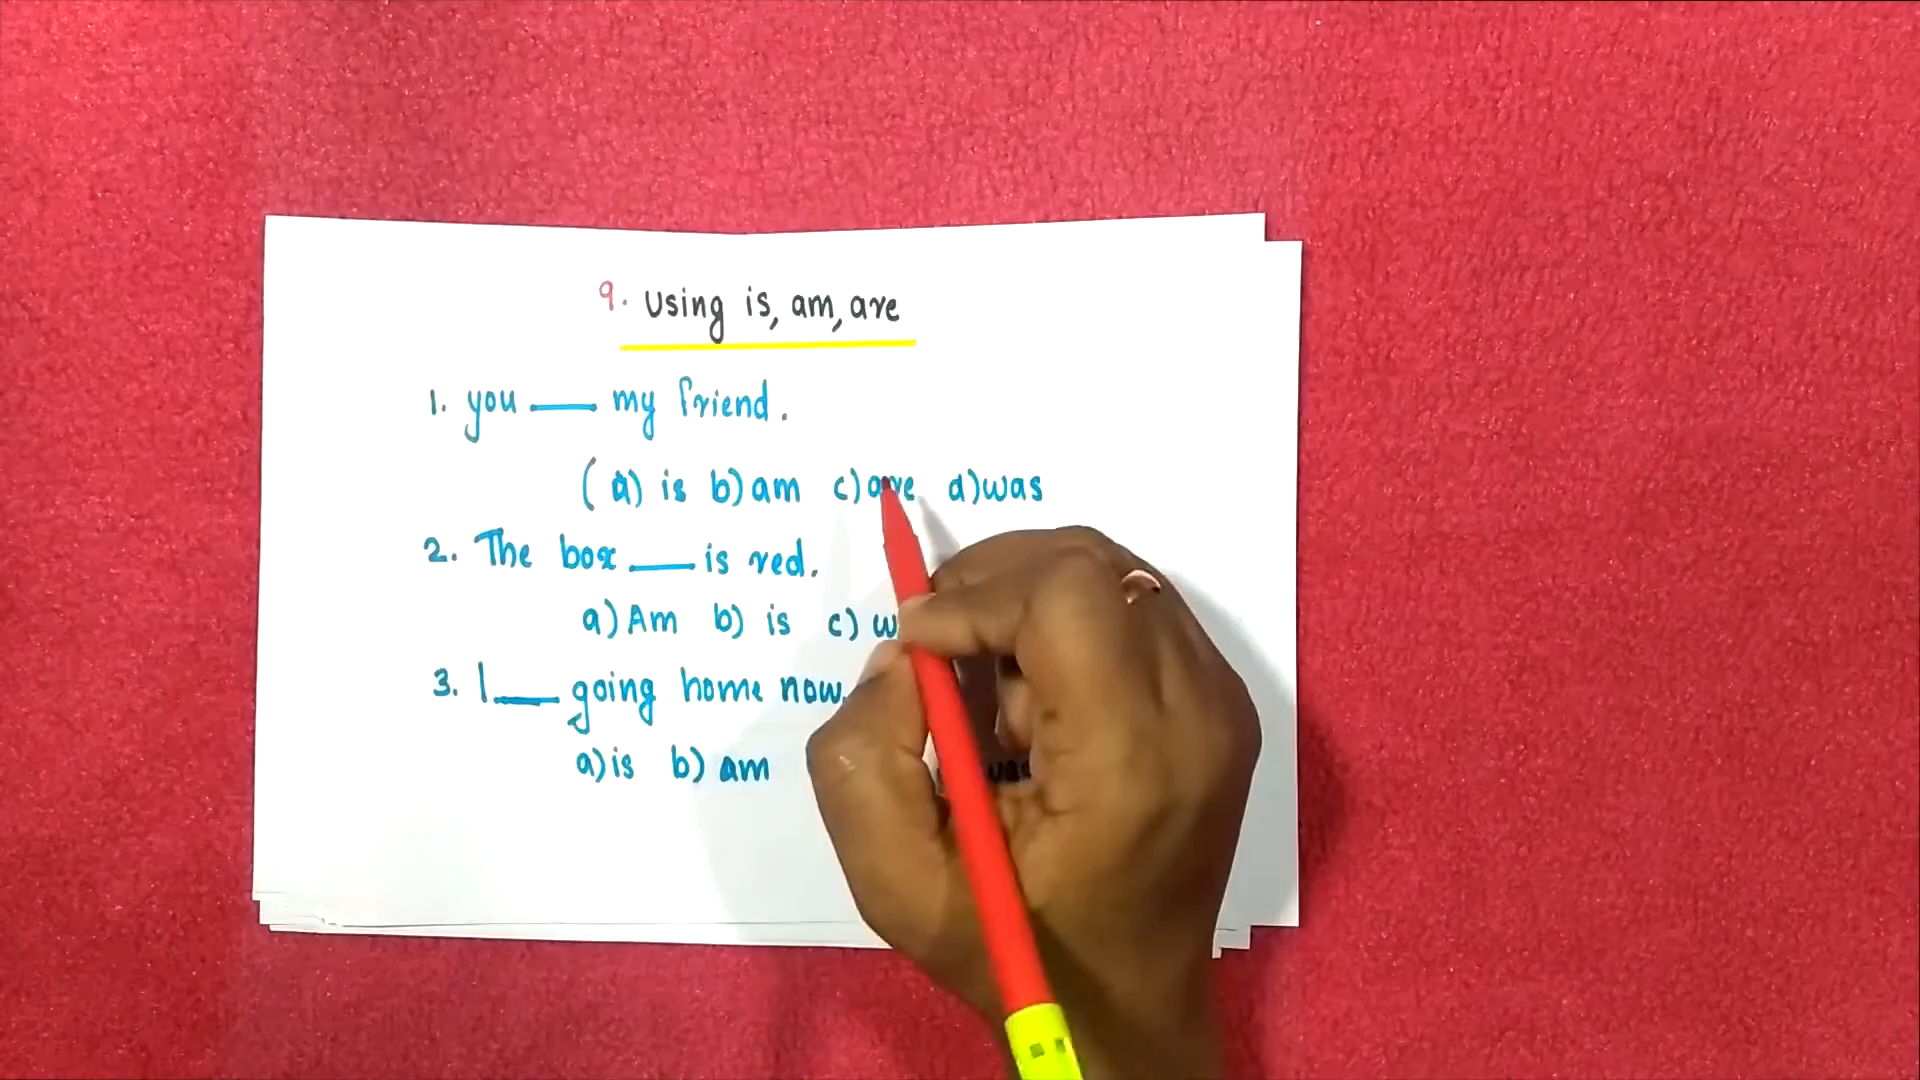 9. Using is, am, are
1. you ___ my friend.
(a) is b) am c) are d) was
2. The box ___ is red.
a) Am b) is c)
3. I ___ going home now.
a) is b) am